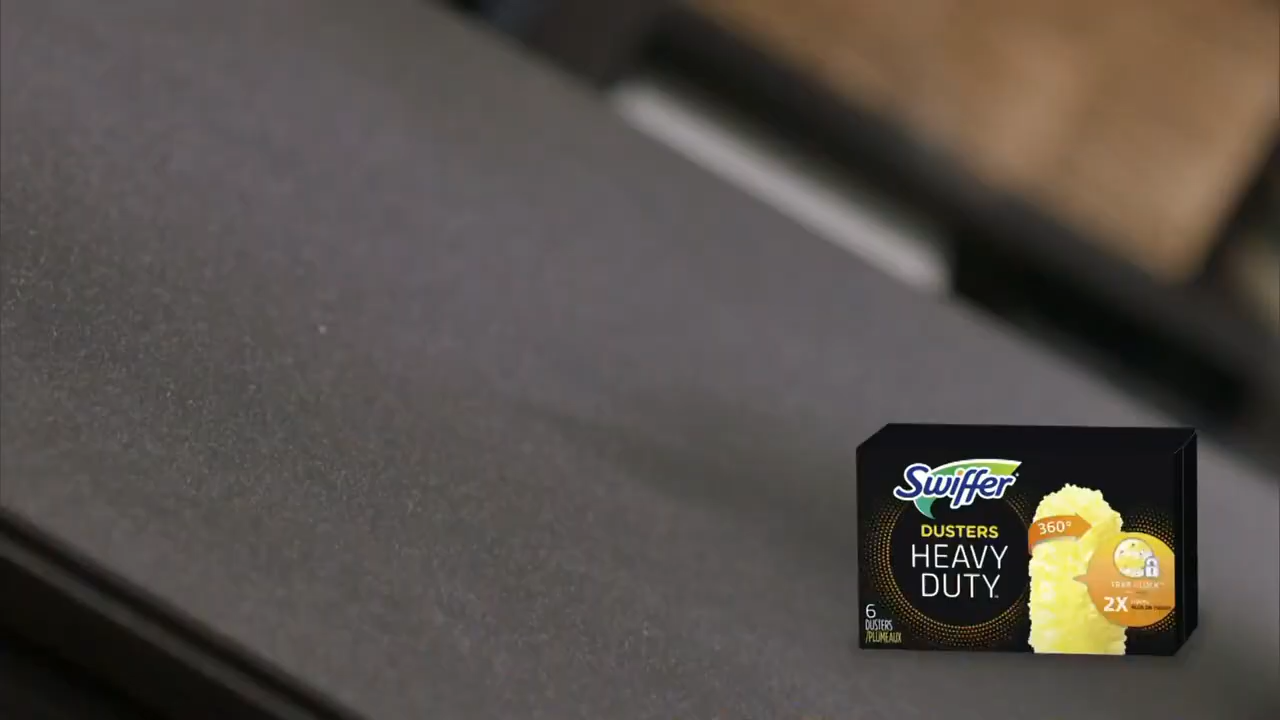 Swiffer
DUSTERS
HEAVY
DUTY
360°
2X
6
DUSTERS
/PLUMEAUX